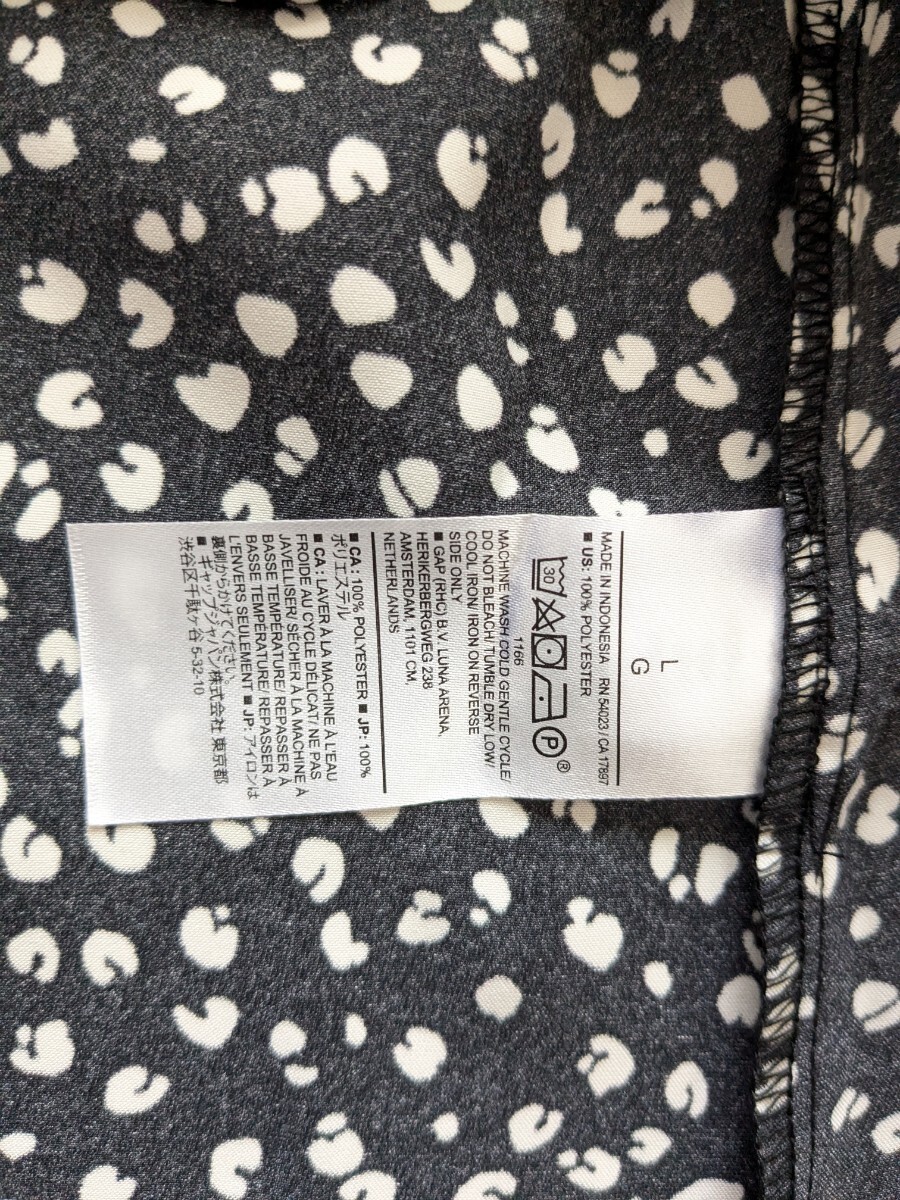 L
G
MADE IN INDONESIA RN 54023 / CA 17897
■ US: 100% POLYESTER
30 P ®
1166
MACHINE WASH COLD GENTLE CYCLE/
DO NOT BLEACH/ TUMBLE DRY LOW/
COOL IRON/ IRON ON REVERSE
SIDE ONLY
■ GAP (RHC) B.V. LUNA ARENA,
HERIKERBERGWEG 238
AMSTERDAM, 1101 CM,
NETHERLANDS
■ CA : 100% POLYESTER ■ JP: 100%
ポリエステル
■ CA : LAVER À LA MACHINE À L'EAU
FROIDE AU CYCLE DÉLICAT/ NE PAS
JAVELLISER/ SÉCHER À LA MACHINE À
BASSE TEMPÉRATURE/ REPASSER À
BASSE TEMPÉRATURE/ REPASSER À
L'ENVERS SEULEMENT ■ JP: アイロンは
裏側からかけてください。
■ ギャップジャパン株式会社 東京都
渋谷区千駄ヶ谷 5-32-10